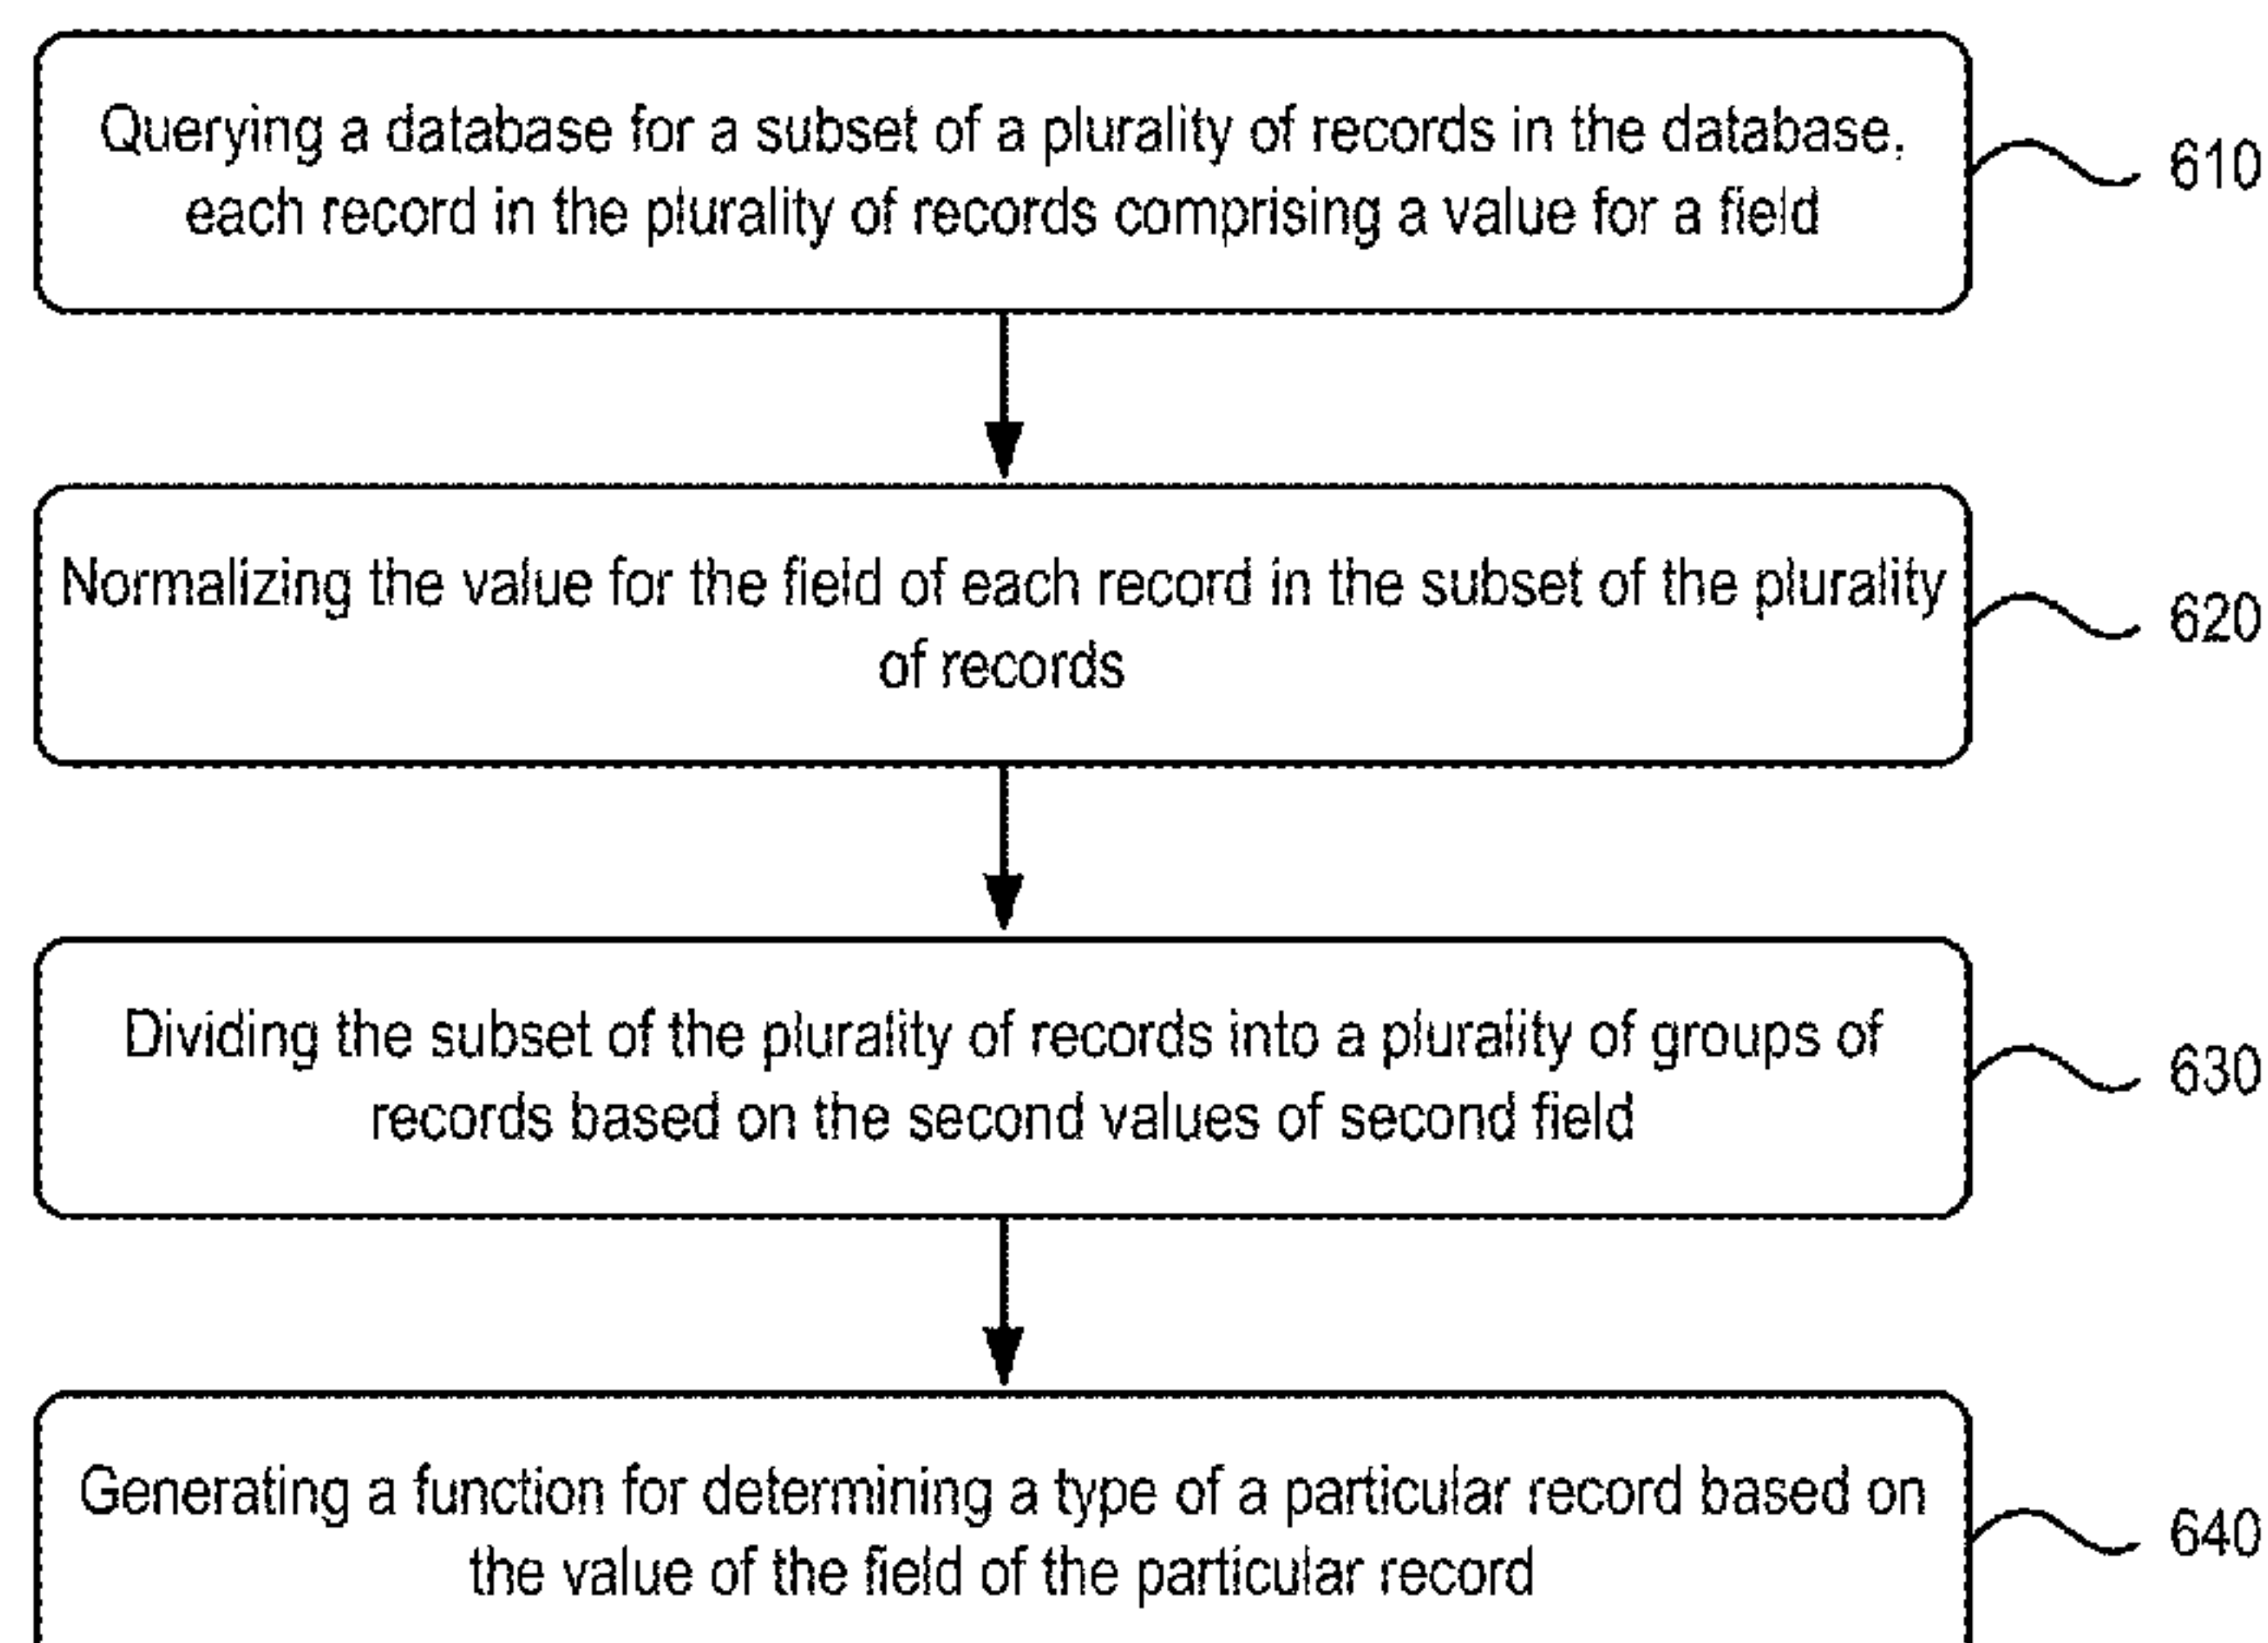 Querying a database for a subset of a plurality of records in the database,
each record in the plurality of records comprising a value for a field
610
Normalizing the value for the field of each record in the subset of the plurality
of records
620
Dividing the subset of the plurality of records into a plurality of groups of
records based on the second values of second field
630
Generating a function for determining a type of a particular record based on
the value of the field of the particular record
640